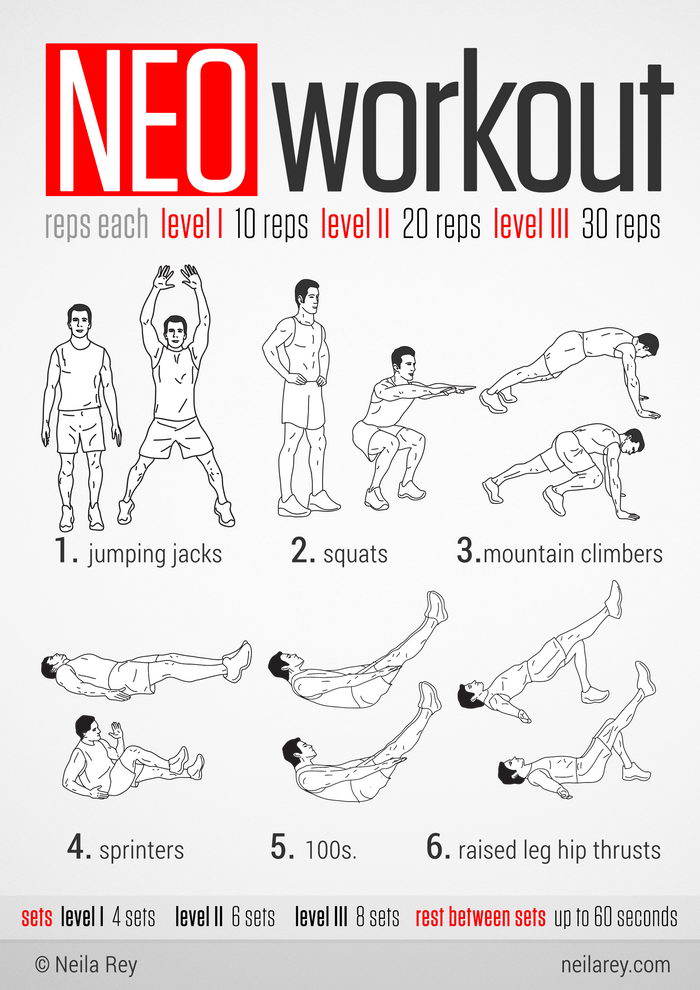 NEO workout
reps each level I 10 reps level II 20 reps level III 30 reps
1. jumping jacks
2. squats
3.mountain climbers
4. sprinters
5. 100s.
6. raised leg hip thrusts
sets level I 4 sets level II 6 sets level III 8 sets rest between sets up to 60 seconds
© Neila Rey
neilarey.com